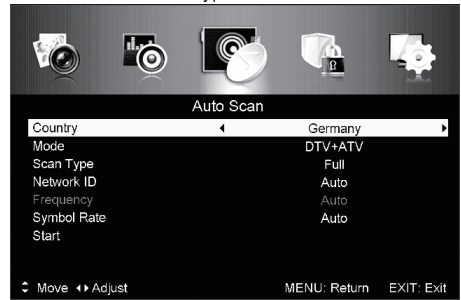 Auto Scan
Country Germany
Mode DTV+ATV
Scan Type Full
Network ID Auto
Frequency Auto
Symbol Rate Auto
Start
Move Adjust MENU: Return EXIT: Exit